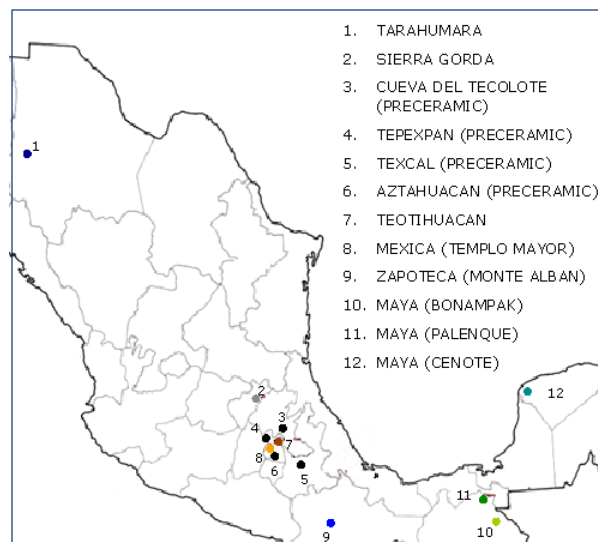 1. TARAHUMARA
2. SIERRA GORDA
3. CUEVA DEL TECOLOTE
(PRECERAMIC)
4. TEPEXPAN (PRECERAMIC)
5. TEXCAL (PRECERAMIC)
6. AZTAHUACAN (PRECERAMIC)
7. TEOTIHUACAN
8. MEXICA (TEMPLO MAYOR)
9. ZAPOTECA (MONTE ALBAN)
10. MAYA (BONAMPAK)
11. MAYA (PALENQUE)
12. MAYA (CENOTE)
1
2
12
3
4
7
8
6
5
11
10
9